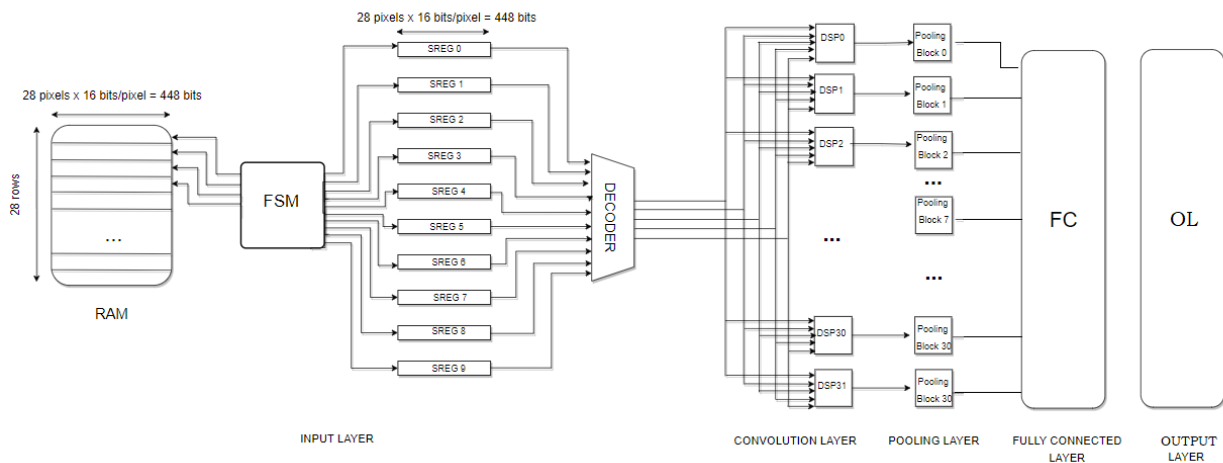 28 pixels x 16 bits/pixel = 448 bits
28 rows
...
RAM
FSM
28 pixels x 16 bits/pixel = 448 bits
SREG 0
SREG 1
SREG 2
SREG 3
SREG 4
SREG 5
SREG 6
SREG 7
SREG 8
SREG 9
DECODER
INPUT LAYER
DSP0
DSP1
DSP2
...
DSP30
DSP31
CONVOLUTION LAYER
Pooling
Block 0
Pooling
Block 1
Pooling
Block 2
...
Pooling
Block 7
...
Pooling
Block 30
Pooling
Block 30
POOLING LAYER
FC
FULLY CONNECTED
LAYER
OL
OUTPUT
LAYER